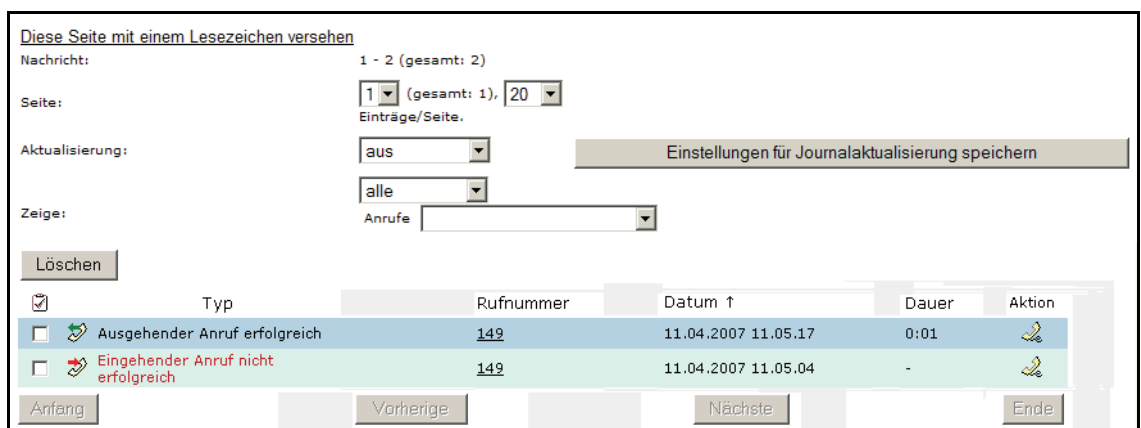 Diese Seite mit einem Lesezeichen versehen
Nachricht: 1 - 2 (gesamt: 2)
Seite: 1 (gesamt: 1), 20
Einträge/Seite.
Aktualisierung: aus Einstellungen für Journalaktualisierung speichern
alle
Zeige: Anrufe
Löschen
Typ Rufnummer Datum ↑ Dauer Aktion
Ausgehender Anruf erfolgreich 149 11.04.2007 11.05.17 0:01
Eingehender Anruf nicht
erfolgreich 149 11.04.2007 11.05.04 -
Anfang Vorherige Nächste Ende